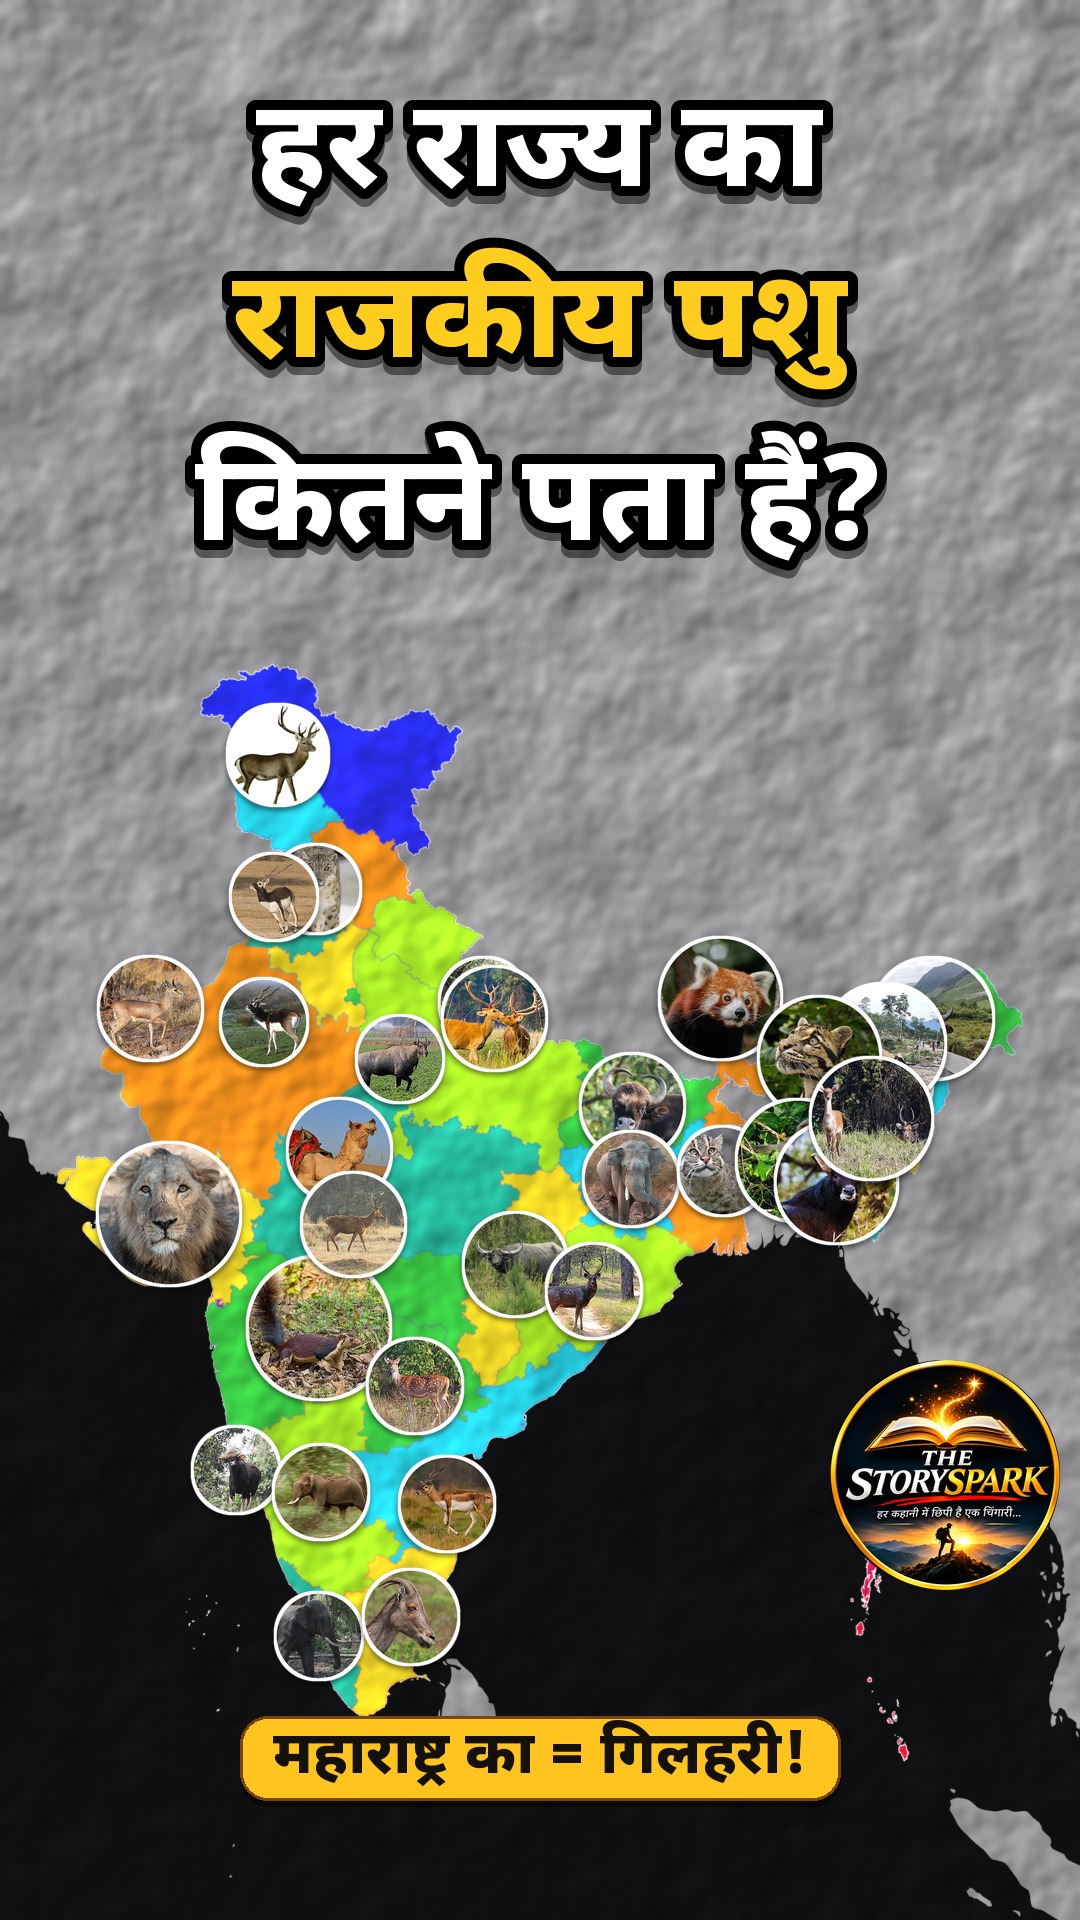 हर राज्य का
राजकीय पशु
कितने पता हैं?
THE
STORYSPARK
हर कहानी में छिपी है एक चिंगारी...
महाराष्ट्र का = गिलहरी!